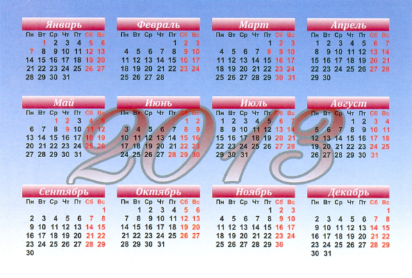 Январь Февраль Март Апрель
Пн Вт Ср Чт Пт Сб Вс Пн Вт Ср Чт Пт Сб Вс Пн Вт Ср Чт Пт Сб Вс Пн Вт Ср Чт Пт Сб Вс
1 2 3 4 5 6 1 2 3 1 2 3 1 2 3 4 5 6 7
7 8 9 10 11 12 13 4 5 6 7 8 9 10 4 5 6 7 8 9 10 8 9 10 11 12 13 14
14 15 16 17 18 19 20 11 12 13 14 15 16 17 11 12 13 14 15 16 17 15 16 17 18 19 20 21
21 22 23 24 25 26 27 18 19 20 21 22 23 24 18 19 20 21 22 23 24 22 23 24 25 26 27 28
28 29 30 31 25 26 27 28 25 26 27 28 29 30 31 29 30
Май Июнь Июль Август
Пн Вт Ср Чт Пт Сб Вс Пн Вт Ср Чт Пт Сб Вс Пн Вт Ср Чт Пт Сб Вс Пн Вт Ср Чт Пт Сб Вс
1 2 3 4 5 1 2 1 2 3 4 5 6 7 1 2 3 4
6 7 8 9 10 11 12 3 4 5 6 7 8 9 8 9 10 11 12 13 14 5 6 7 8 9 10 11
13 14 15 16 17 18 19 10 11 12 13 14 15 16 15 16 17 18 19 20 21 12 13 14 15 16 17 18
20 21 22 23 24 25 26 17 18 19 20 21 22 23 22 23 24 25 26 27 28 19 20 21 22 23 24 25
27 28 29 30 31 24 25 26 27 28 29 30 29 30 31 26 27 28 29 30 31
2013
Сентябрь Октябрь Ноябрь Декабрь
Пн Вт Ср Чт Пт Сб Вс Пн Вт Ср Чт Пт Сб Вс Пн Вт Ср Чт Пт Сб Вс Пн Вт Ср Чт Пт Сб Вс
1 1 2 3 4 5 6 1 2 3 1
2 3 4 5 6 7 8 7 8 9 10 11 12 13 4 5 6 7 8 9 10 2 3 4 5 6 7 8
9 10 11 12 13 14 15 14 15 16 17 18 19 20 11 12 13 14 15 16 17 9 10 11 12 13 14 15
16 17 18 19 20 21 22 21 22 23 24 25 26 27 18 19 20 21 22 23 24 16 17 18 19 20 21 22
23 24 25 26 27 28 29 28 29 30 31 25 26 27 28 29 30 23 24 25 26 27 28 29
30 30 31